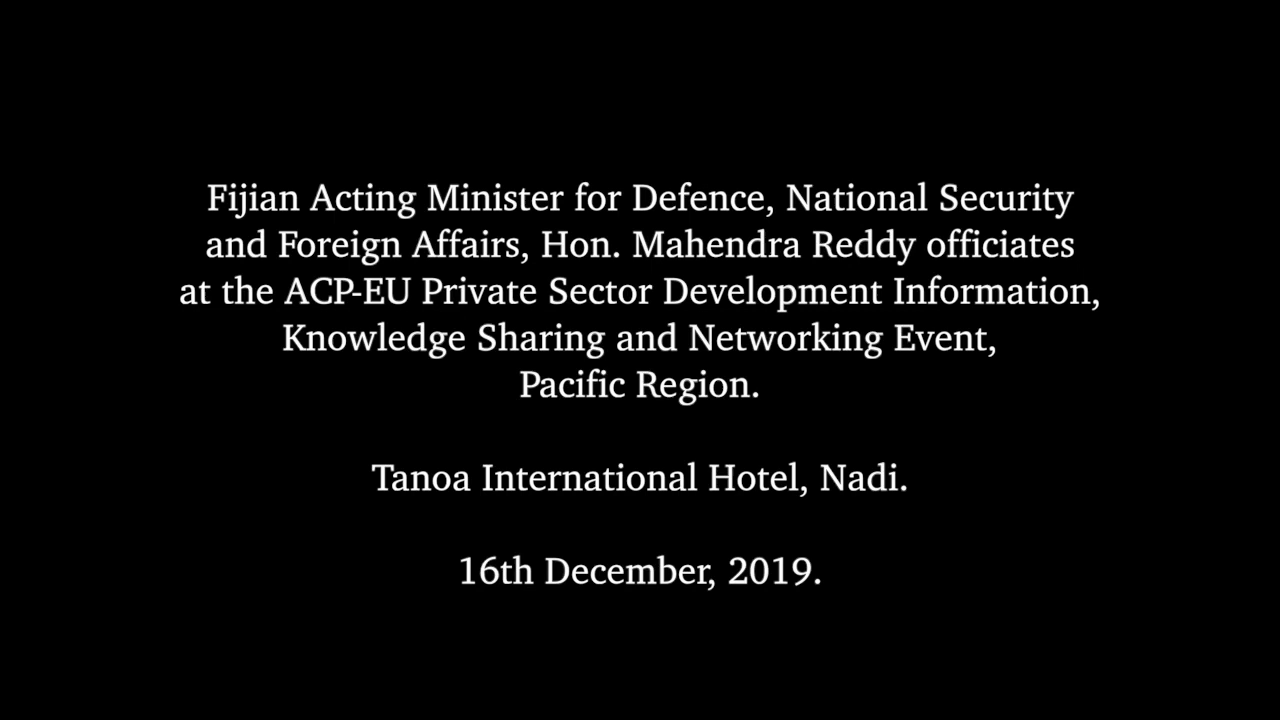 Fijian Acting Minister for Defence, National Security
and Foreign Affairs, Hon. Mahendra Reddy officiates
at the ACP-EU Private Sector Development Information,
Knowledge Sharing and Networking Event,
Pacific Region.
Tanoa International Hotel, Nadi.
16th December, 2019.